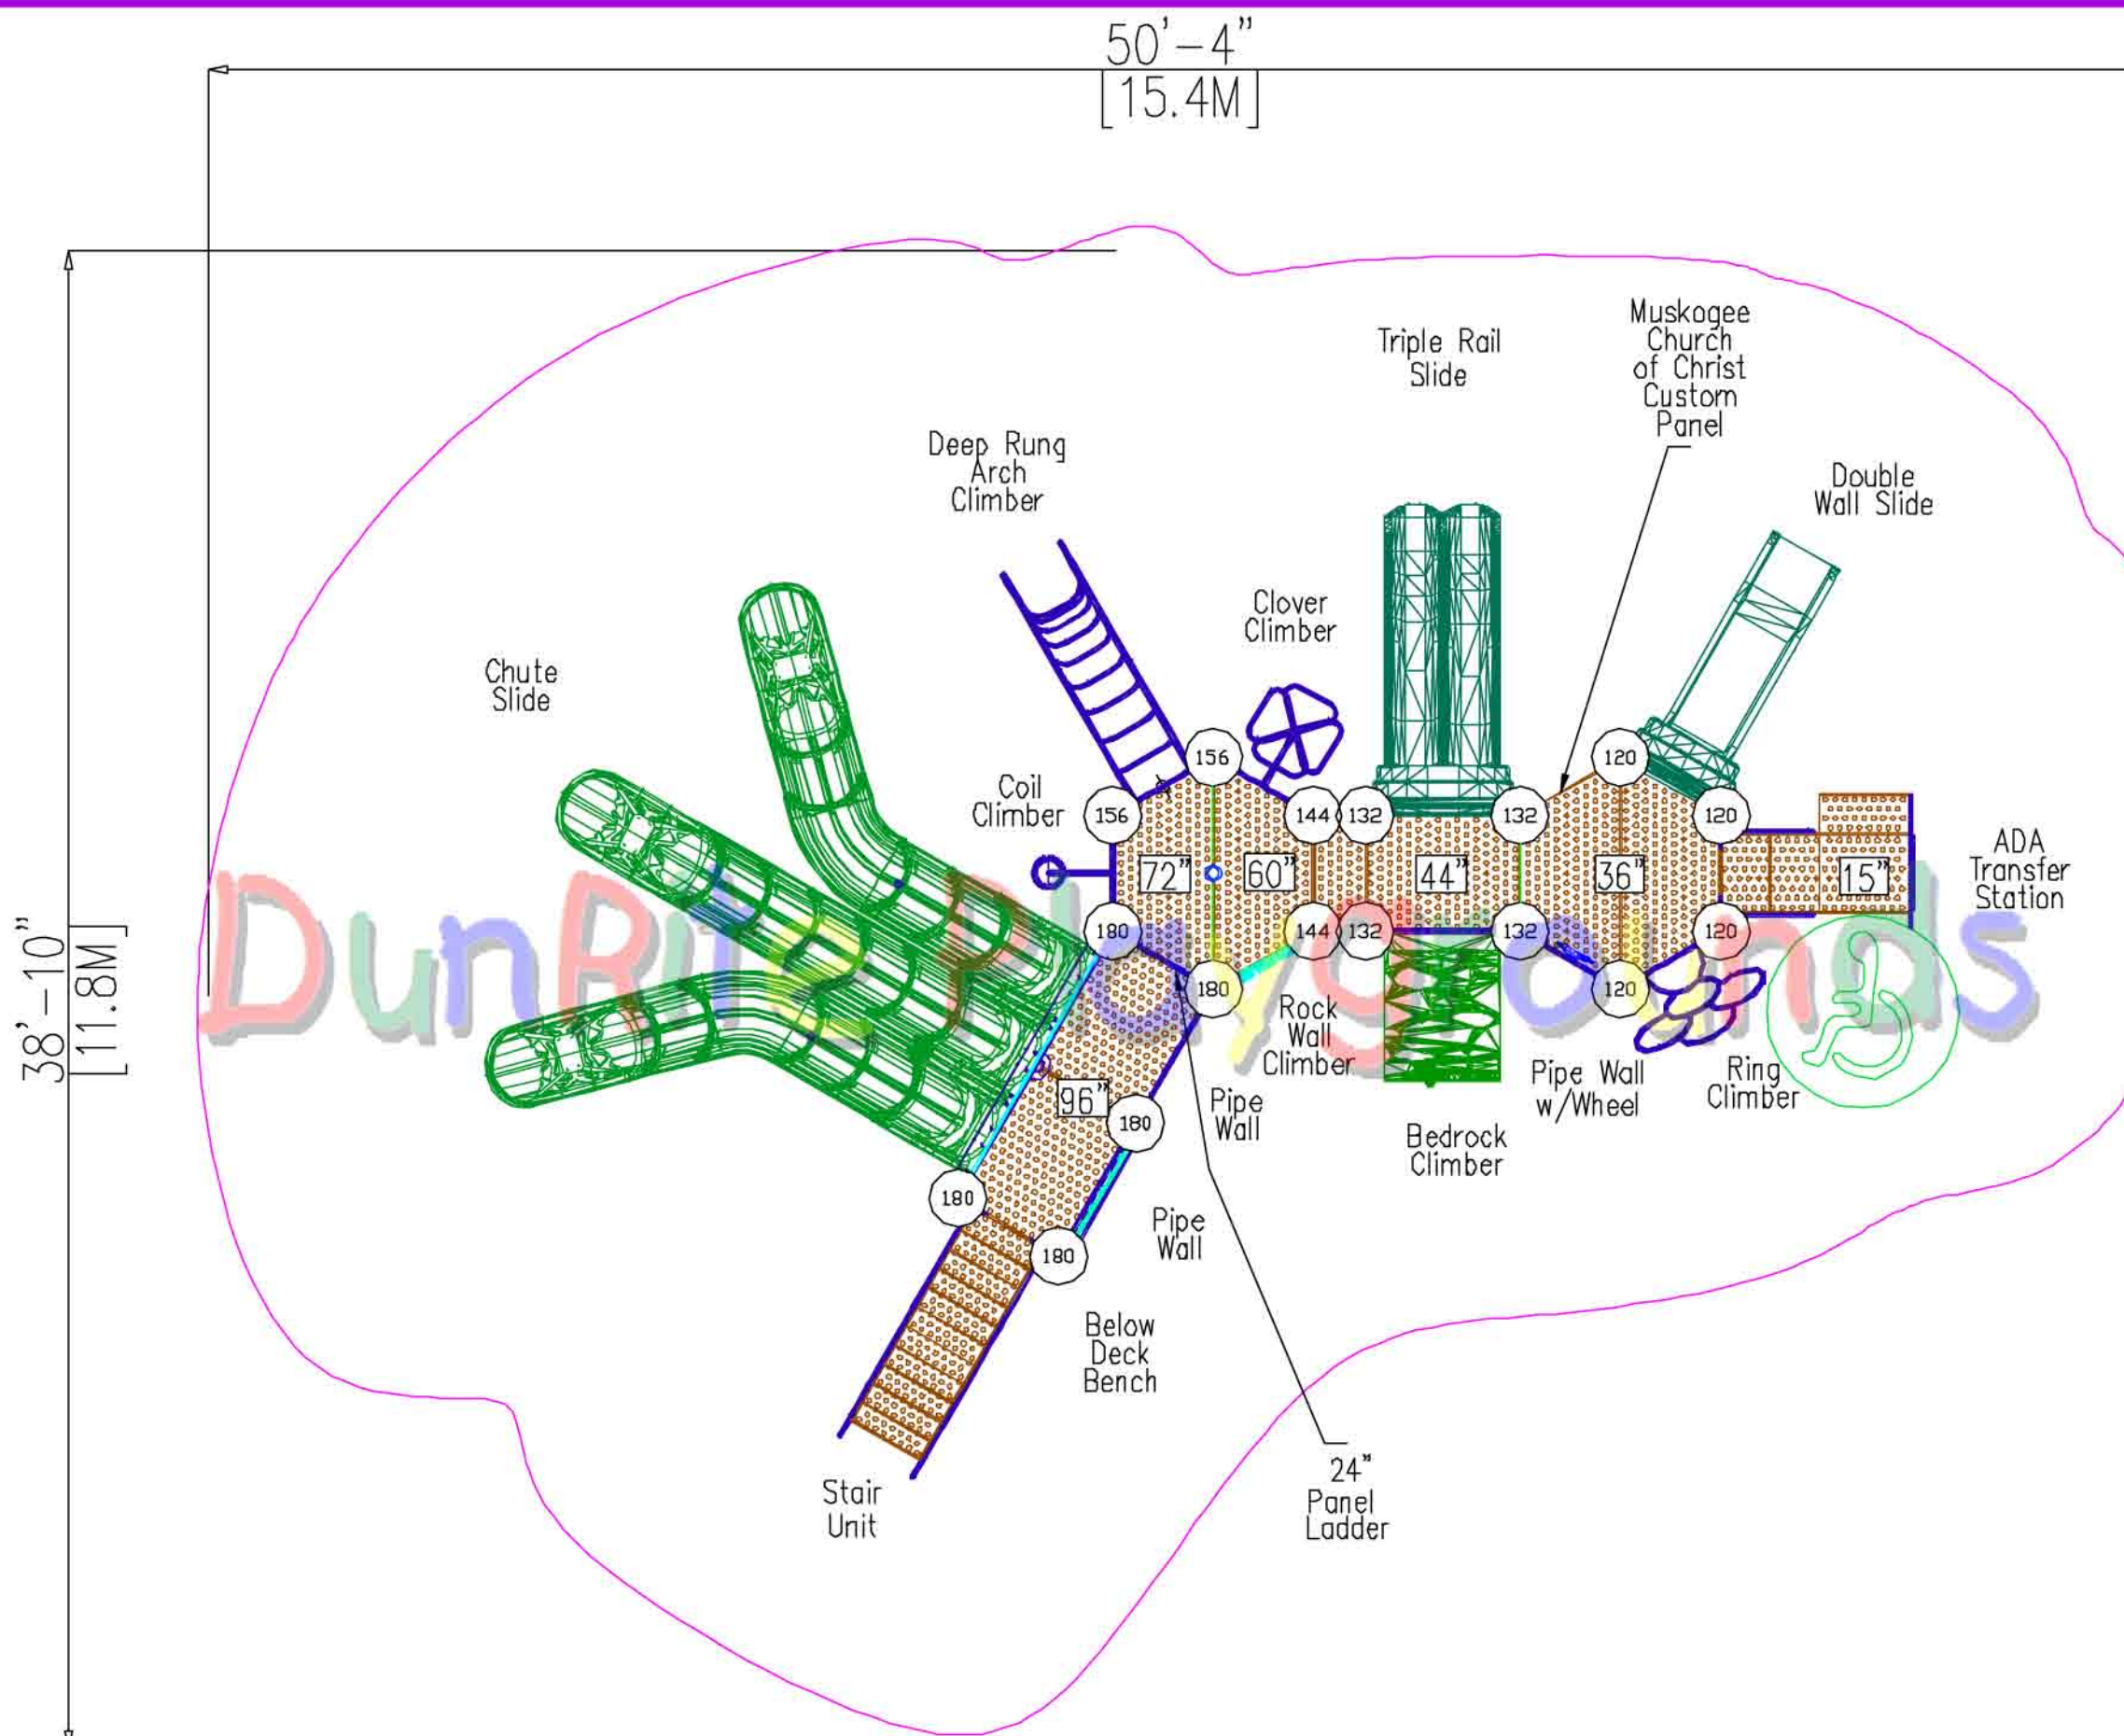 50'-4"
[15.4M]
38'-10"
[11.8M]
Muskogee
Church
of Christ
Custom
Panel
Triple Rail
Slide
Deep Rung
Arch
Climber
Double
Wall Slide
Clover
Climber
Chute
Slide
Coil
Climber
156
156
144
132
132
120
120
72"
60"
44"
36"
15"
ADA
Transfer
Station
DunRite Playgrounds
180
180
144
132
132
120
120
Rock
Wall
Climber
Pipe Wall
w/Wheel
Ring
Climber
96"
180
Pipe
Wall
Bedrock
Climber
180
180
Pipe
Wall
Below
Deck
Bench
Stair
Unit
24"
Panel
Ladder